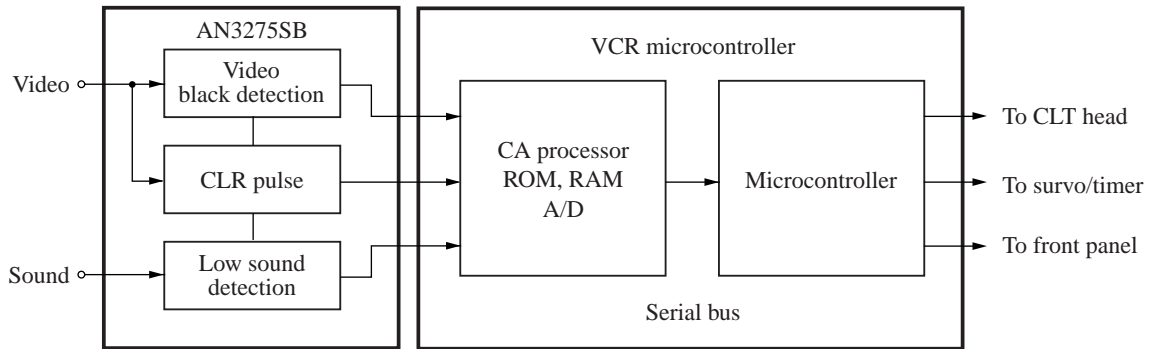 AN3275SB
Video
Video
black detection
CLR pulse
Sound
Low sound
detection
VCR microcontroller
CA processor
ROM, RAM
A/D
Microcontroller
Serial bus
To CLT head
To survo/timer
To front panel